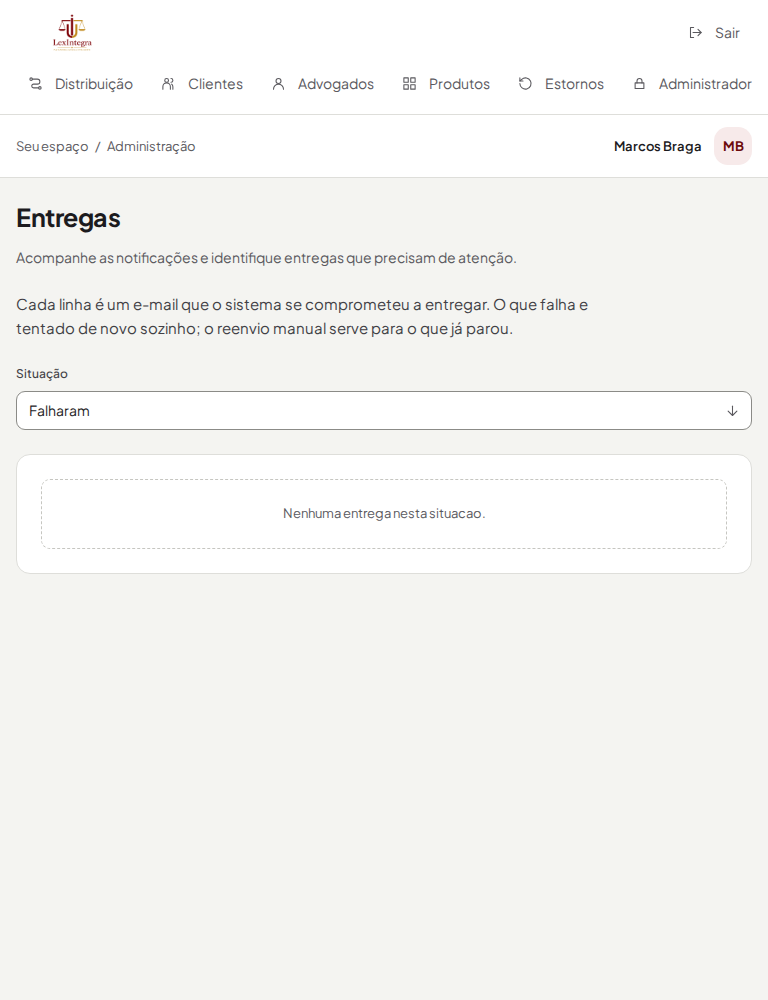 LexIntegra
Sair
Distribuição Clientes Advogados Produtos Estornos Administrador
Seu espaço / Administração
Marcos Braga MB
Entregas
Acompanhe as notificações e identifique entregas que precisam de atenção.
Cada linha é um e-mail que o sistema se comprometeu a entregar. O que falha e
tentado de novo sozinho; o reenvio manual serve para o que já parou.
Situação
Falharam
Nenhuma entrega nesta situacao.